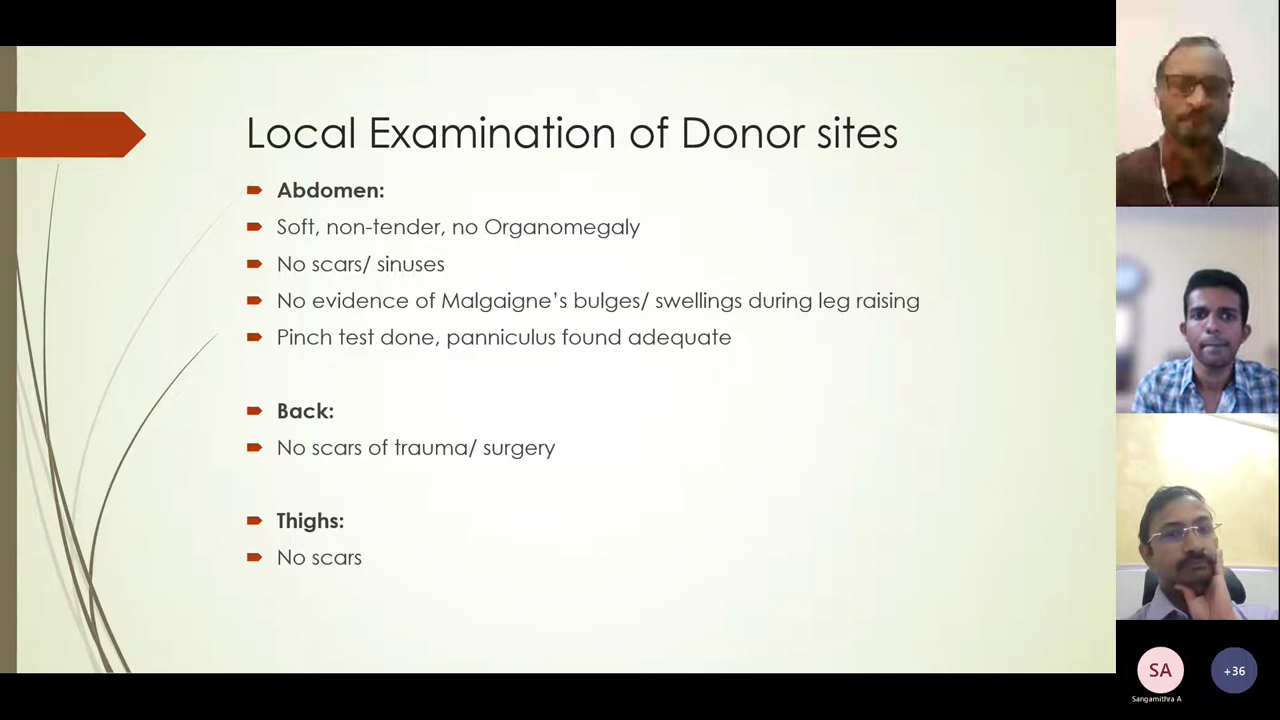 Local Examination of Donor sites
Abdomen:
Soft, non-tender, no Organomegaly
No scars/ sinuses
No evidence of Malgaigne’s bulges/ swellings during leg raising
Pinch test done, panniculus found adequate
Back:
No scars of trauma/ surgery
Thighs:
No scars
SA
+36
Sangamithra A